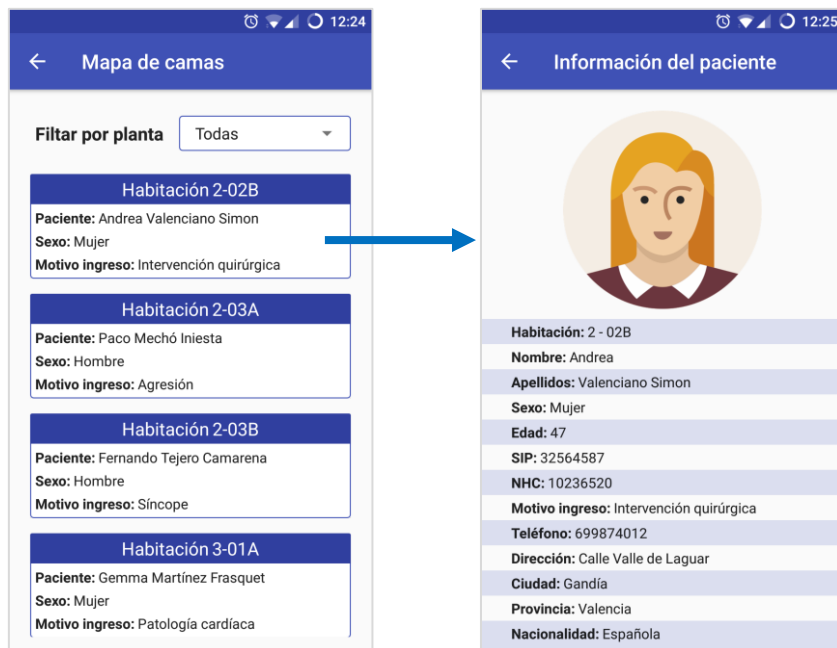 12:24
Mapa de camas
Filtar por planta Todas
Habitación 2-02B
Paciente: Andrea Valenciano Simon
Sexo: Mujer
Motivo ingreso: Intervención quirúrgica
Habitación 2-03A
Paciente: Paco Mechó Iniesta
Sexo: Hombre
Motivo ingreso: Agresión
Habitación 2-03B
Paciente: Fernando Tejero Camarena
Sexo: Hombre
Motivo ingreso: Síncope
Habitación 3-01A
Paciente: Gemma Martínez Frasquet
Sexo: Mujer
Motivo ingreso: Patología cardíaca
12:25
Información del paciente
Habitación: 2 - 02B
Nombre: Andrea
Apellidos: Valenciano Simon
Sexo: Mujer
Edad: 47
SIP: 32564587
NHC: 10236520
Motivo ingreso: Intervención quirúrgica
Teléfono: 699874012
Dirección: Calle Valle de Laguar
Ciudad: Gandía
Provincia: Valencia
Nacionalidad: Española